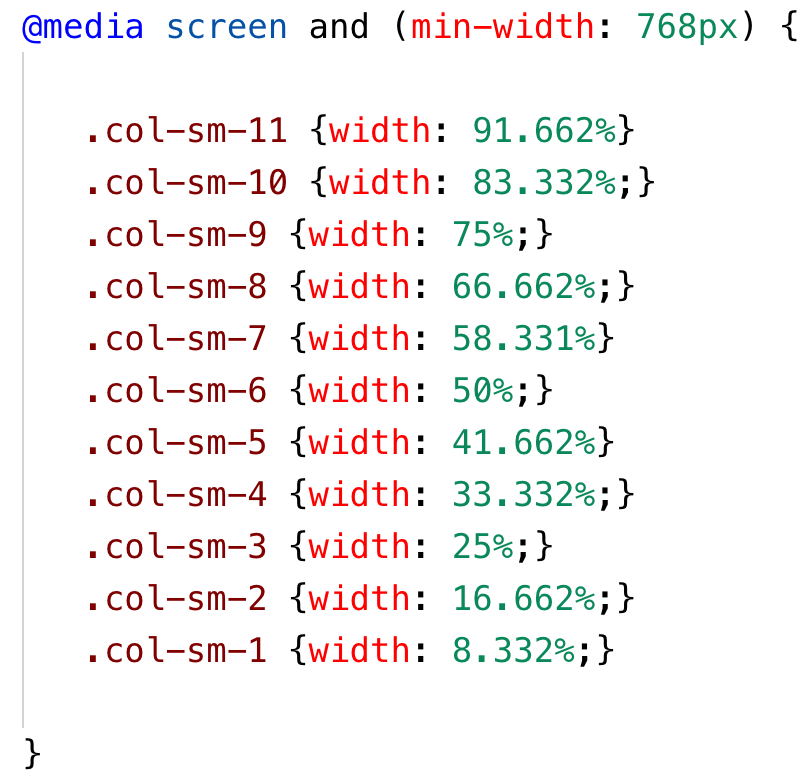 @media screen and (min-width: 768px) {
.col-sm-11 {width: 91.662%}
.col-sm-10 {width: 83.332%;}
.col-sm-9 {width: 75%;}
.col-sm-8 {width: 66.662%;}
.col-sm-7 {width: 58.331%}
.col-sm-6 {width: 50%;}
.col-sm-5 {width: 41.662%}
.col-sm-4 {width: 33.332%;}
.col-sm-3 {width: 25%;}
.col-sm-2 {width: 16.662%;}
.col-sm-1 {width: 8.332%;}
}